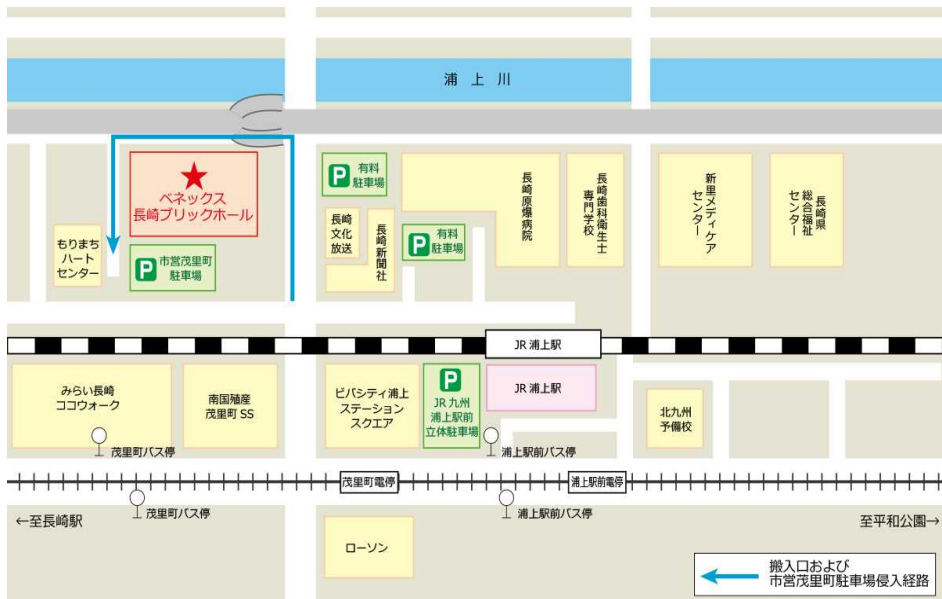 浦上川
P
有料
駐車場
ベネックス
長崎ブリックホール
もりまち
ハート
センター
P
市営茂里町
駐車場
長崎
文化
放送
長崎新聞社
P
有料
駐車場
長崎原爆病院
長崎歯科衛生士
専門学校
新里メディケア
センター
長崎県
総合福祉
センター
JR 浦上駅
みらい長崎
ココウォーク
南国殖産
茂里町 SS
ビバシティ浦上
ステーション
スクエア
P
JR 九州
浦上駅前
立体駐車場
JR 浦上駅
北九州
予備校
茂里町バス停
浦上駅前バス停
茂里町電停
浦上駅前電停
茂里町バス停
浦上駅前バス停
←至長崎駅
至平和公園→
ローソン
搬入口および
市営茂里町駐車場侵入経路